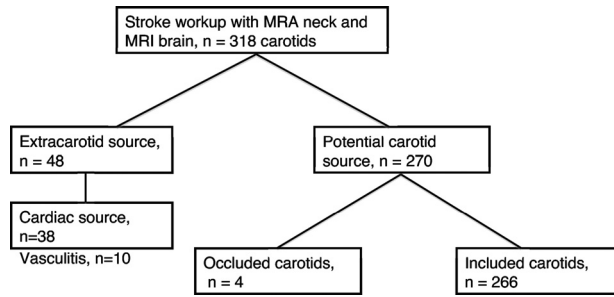 Stroke workup with MRA neck and
MRI brain, n = 318 carotids
Extracarotid source,
n = 48
Potential carotid
source, n = 270
Cardiac source,
n=38
Vasculitis, n=10
Occluded carotids,
n = 4
Included carotids,
n = 266